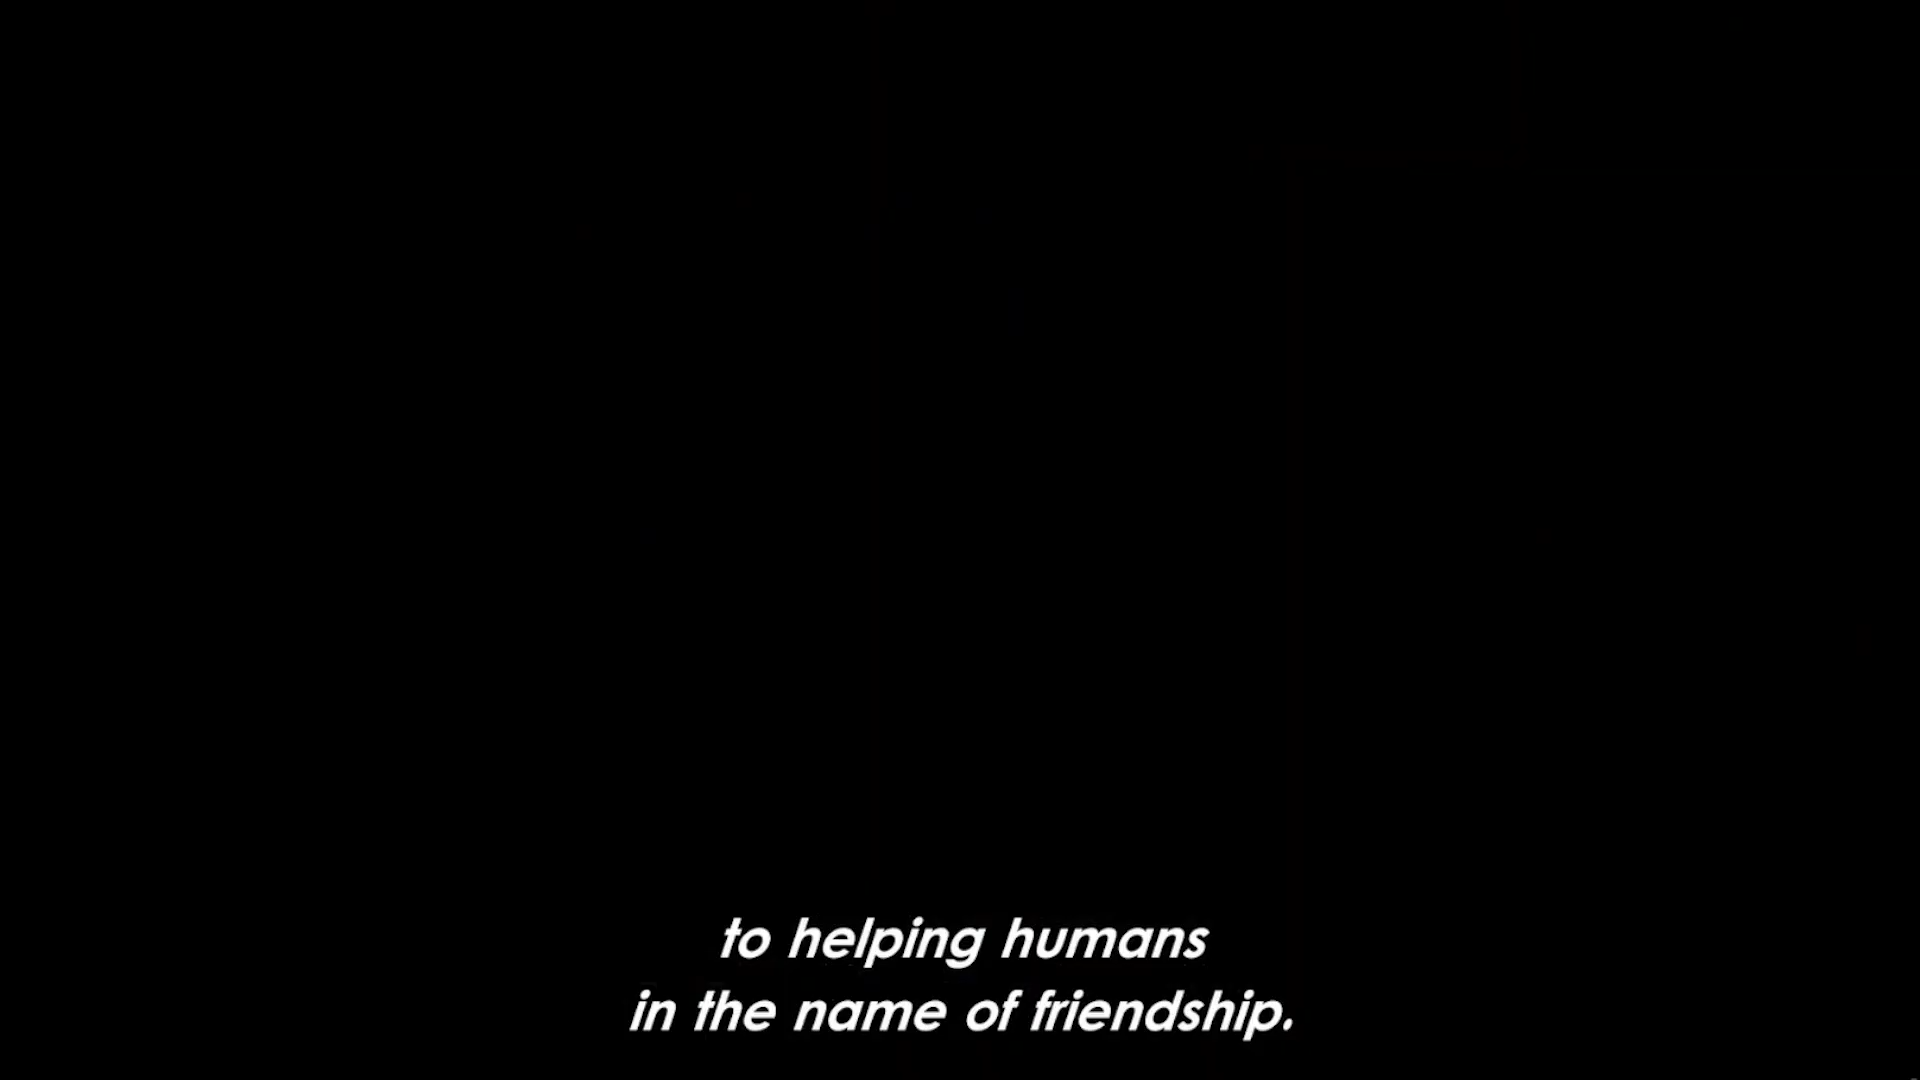 to helping humans
in the name of friendship.